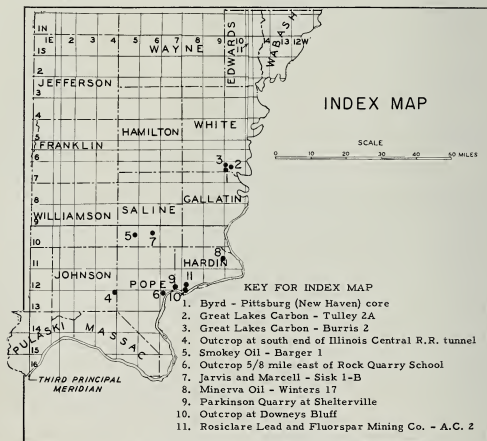 IN
1E 2 3 4 5 6 7 8 9 10 11 14 13 12W
1S
WAYNE
EDWARDS
WABASH
2
JEFFERSON
3
4
5
HAMILTON
WHITE
FRANKLIN
6
7
8
GALLATIN
WILLIAMSON
SALINE
9
10
11
HARDIN
JOHNSON
POPE
12
13
14
15
16
PULASKI
MASSAC
THIRD PRINCIPAL
MERIDIAN
3 2
1
5 7
8
9 11
4 6 10
INDEX MAP
SCALE
0 10 20 30 40 50 MILES
KEY FOR INDEX MAP
1. Byrd - Pittsburg (New Haven) core
2. Great Lakes Carbon - Tulley 2A
3. Great Lakes Carbon - Burris 2
4. Outcrop at south end of Illinois Central R.R. tunnel
5. Smokey Oil - Barger 1
6. Outcrop 5/8 mile east of Rock Quarry School
7. Jarvis and Marcell - Sisk 1-B
8. Minerva Oil - Winters 17
9. Parkinson Quarry at Shelterville
10. Outcrop at Downeys Bluff
11. Rosiclare Lead and Fluorspar Mining Co. - A.C. 2